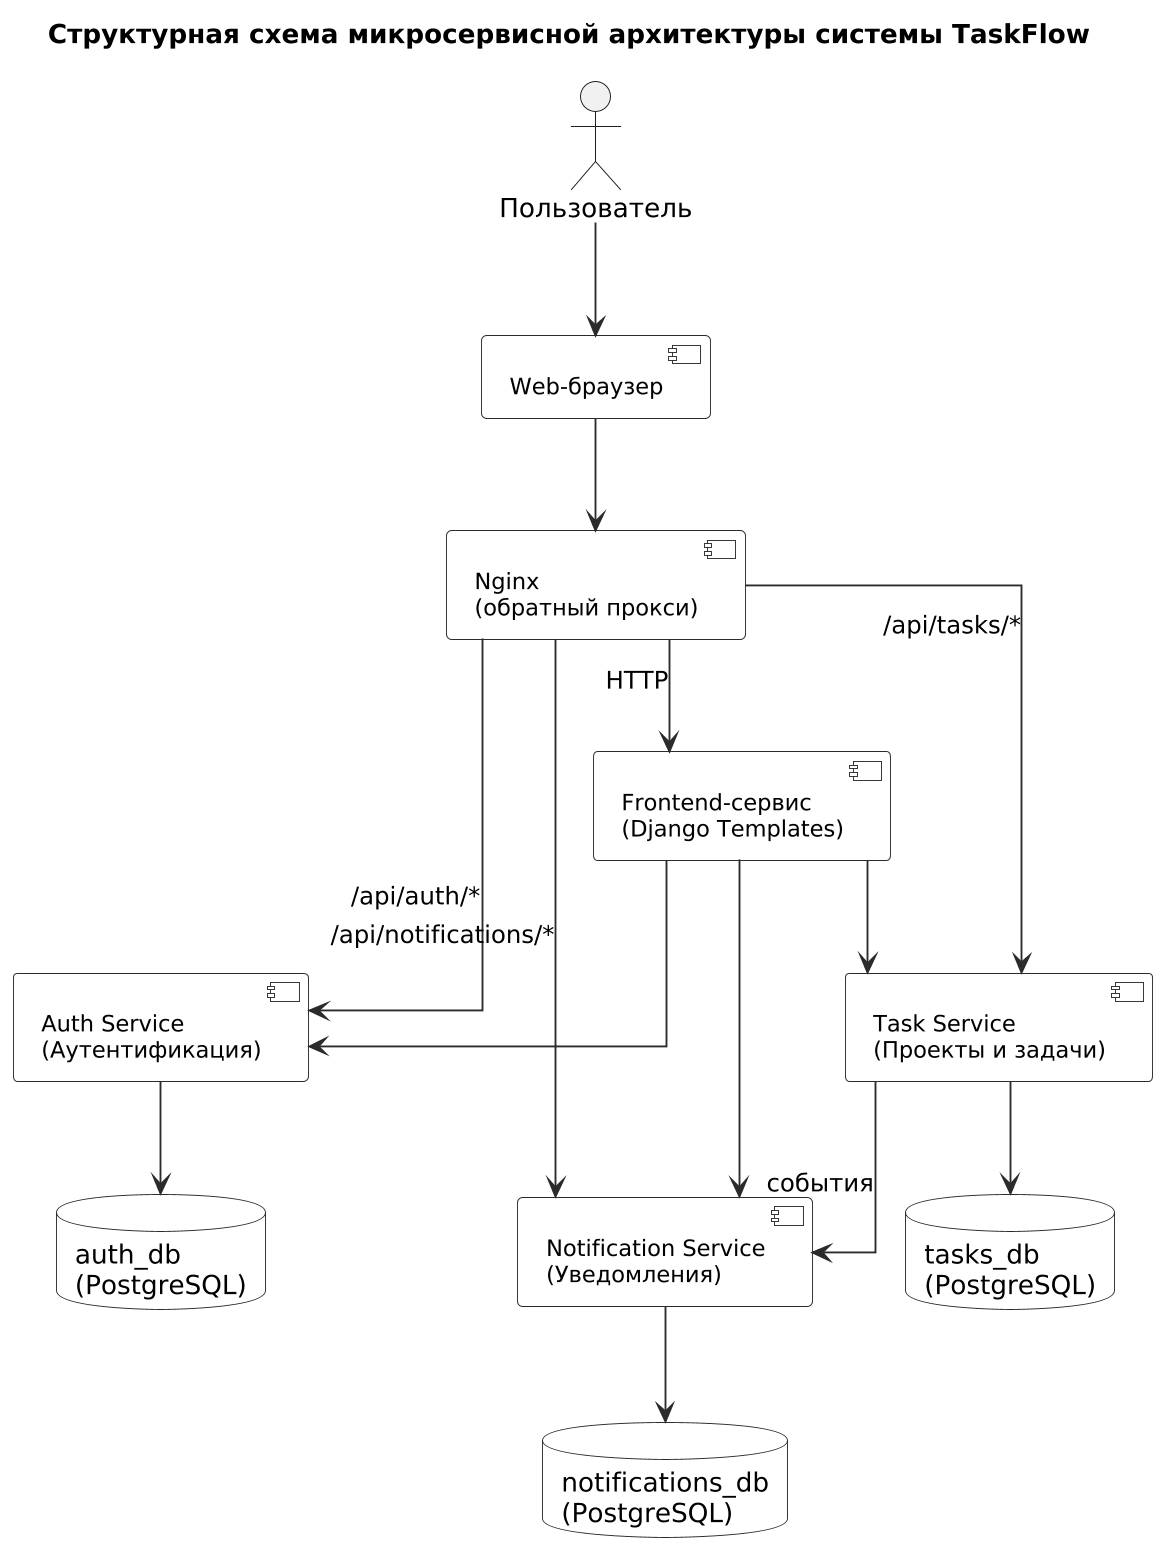 Структурная схема микросервисной архитектуры системы TaskFlow
Пользователь
Web-браузер
Nginx
(обратный прокси)
/api/tasks/*
HTTP
Frontend-сервис
(Django Templates)
/api/auth/*
/api/notifications/*
Auth Service
(Аутентификация)
Task Service
(Проекты и задачи)
события
auth_db
(PostgreSQL)
Notification Service
(Уведомления)
tasks_db
(PostgreSQL)
notifications_db
(PostgreSQL)